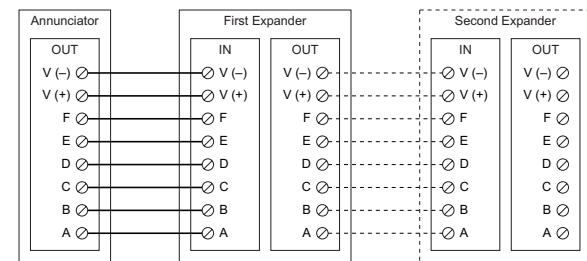 Annunciator
OUT
V (–)
V (+)
F
E
D
C
B
A
First Expander
IN
V (–)
V (+)
F
E
D
C
B
A
OUT
V (–)
V (+)
F
E
D
C
B
A
Second Expander
IN
V (–)
V (+)
F
E
D
C
B
A
OUT
V (–)
V (+)
F
E
D
C
B
A